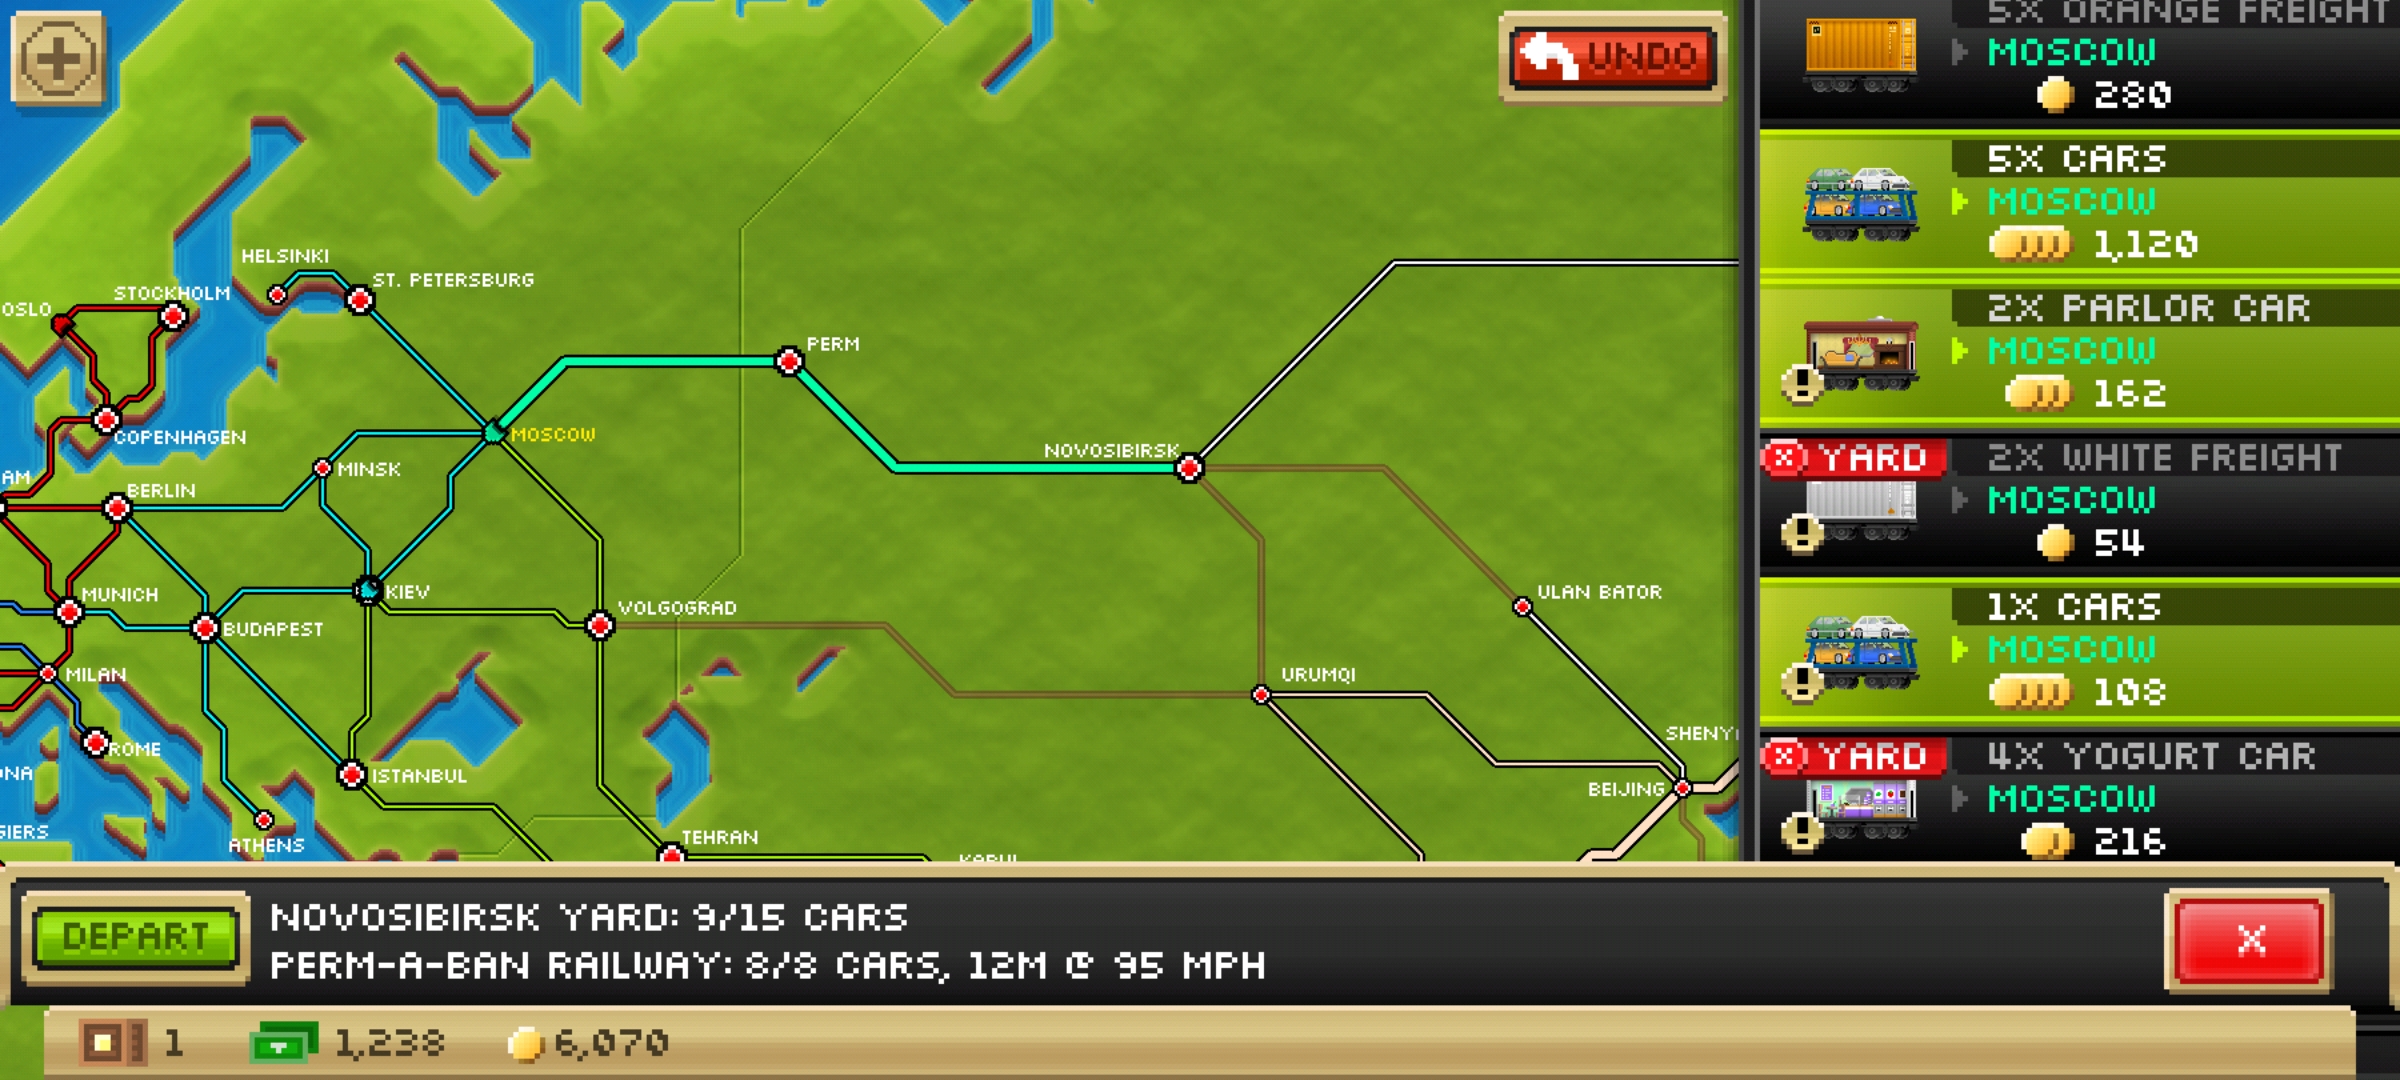 UNDO
HELSINKI
ST. PETERSBURG
STOCKHOLM
OSLO
PERM
COPENHAGEN
MOSCOW
NOVOSIBIRSK
MINSK
AM
BERLIN
MUNICH
KIEV
ULAN BATOR
VOLGOGRAD
BUDAPEST
MILAN
URUMQI
ROME
SHENY
ISTANBUL
BEIJING
ATHENS
TEHRAN
KABUL
5X ORANGE FREIGHT
MOSCOW
280
5X CARS
MOSCOW
1,120
2X PARLOR CAR
MOSCOW
162
YARD
2X WHITE FREIGHT
MOSCOW
54
1X CARS
MOSCOW
108
YARD
4X YOGURT CAR
MOSCOW
216
DEPART
NOVOSIBIRSK YARD: 9/15 CARS
PERM-A-BAN RAILWAY: 8/8 CARS, 12M @ 95 MPH
X
1
1,238
6,070